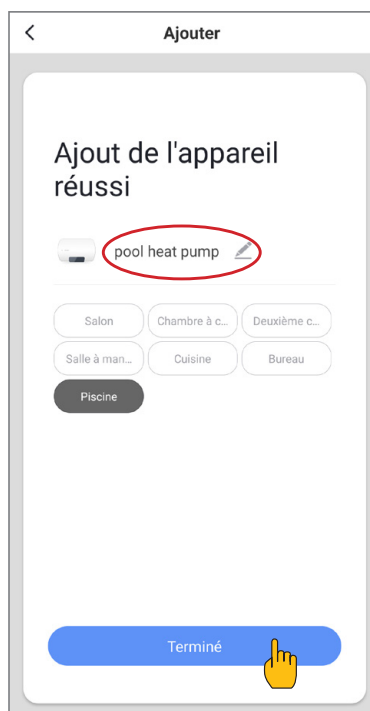 Ajouter
Ajout de l'appareil
réussi
pool heat pump
Salon
Chambre à c...
Deuxième c...
Salle à man...
Cuisine
Bureau
Piscine
Terminé